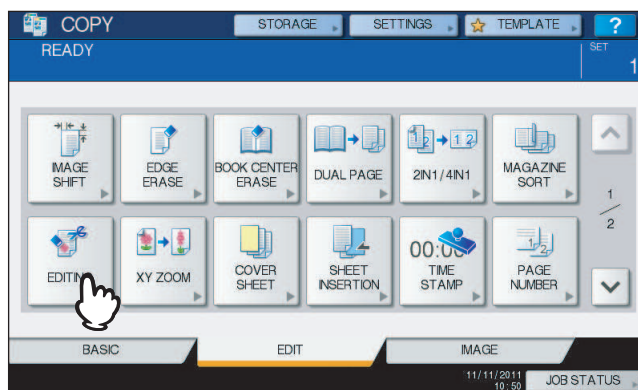 COPY
STORAGE
SETTINGS
TEMPLATE
?
READY
SET
1
IMAGE
SHIFT
EDGE
ERASE
BOOK CENTER
ERASE
DUAL PAGE
2IN1/4IN1
MAGAZINE
SORT
1
2
EDITING
XY ZOOM
COVER
SHEET
SHEET
INSERTION
00:00
TIME
STAMP
PAGE
NUMBER
BASIC
EDIT
IMAGE
11/11/2011
10:50
JOB STATUS